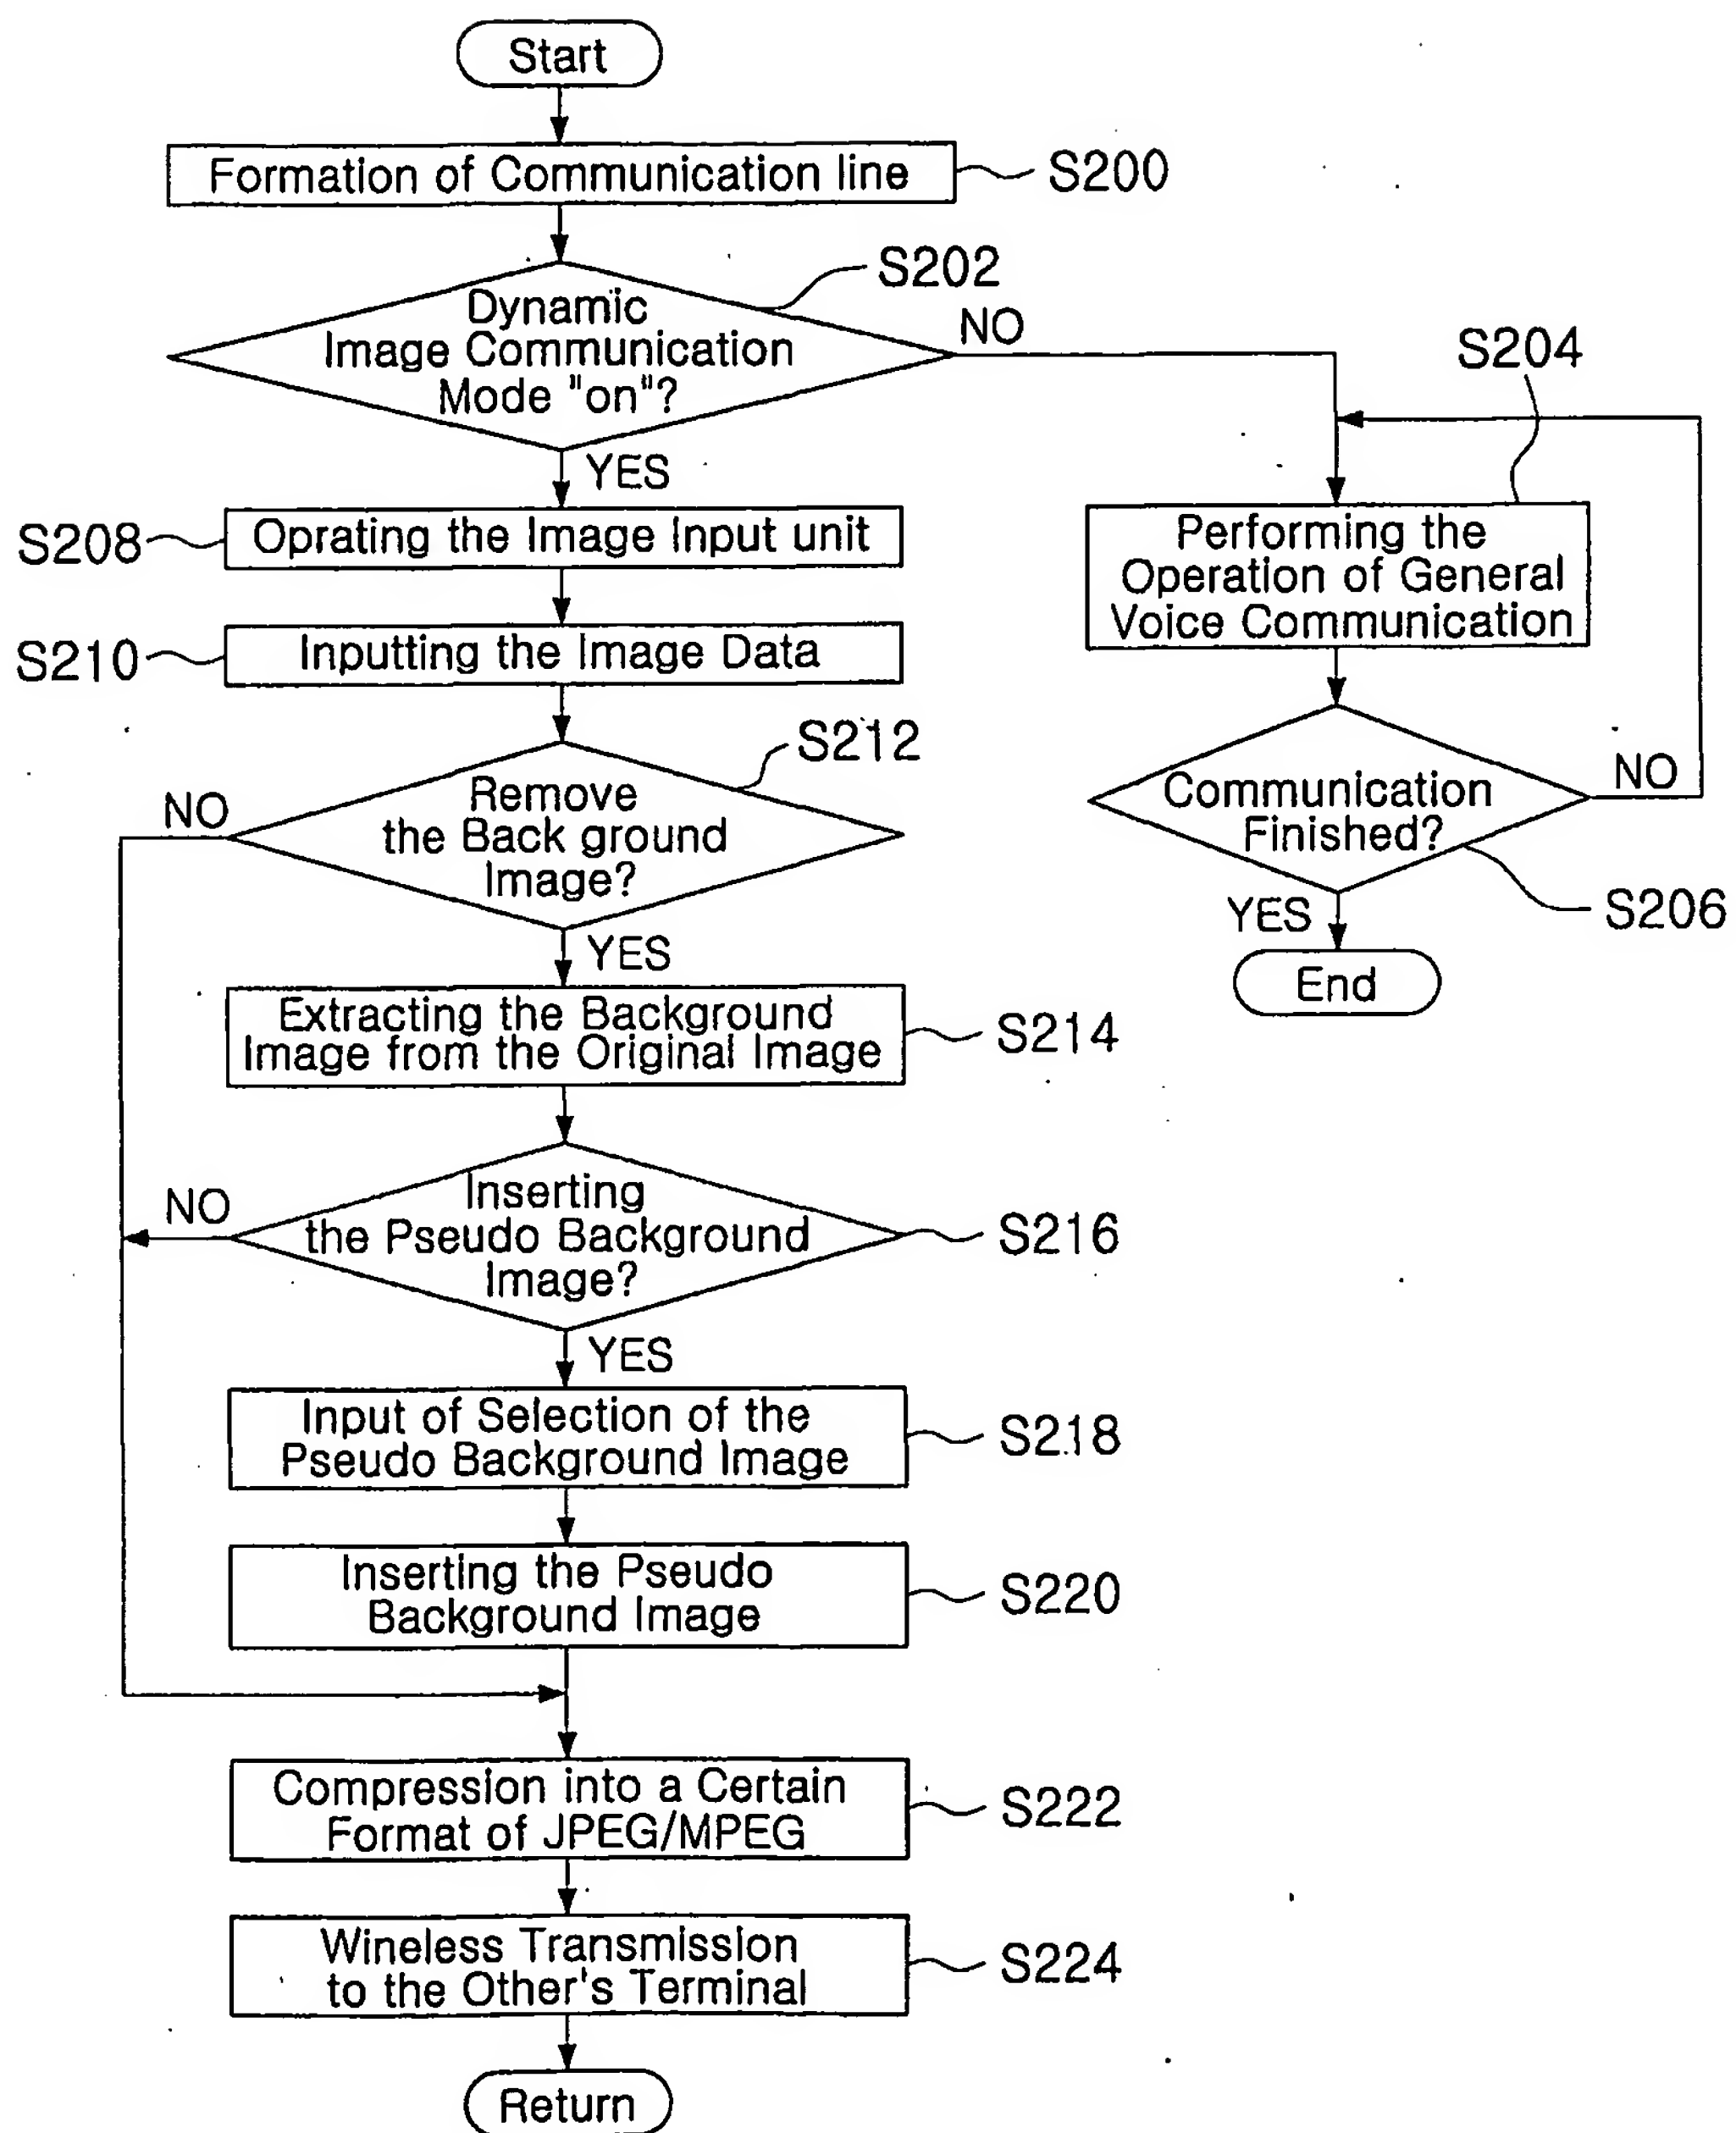 Start
Formation of Communication line
S200
S202
Dynamic
Image Communication
Mode "on"?
NO
YES
S204
Performing the
Operation of General
Voice Communication
S208
Oprating the Image Input unit
S210
Inputting the Image Data
S212
Remove
the Back ground
Image?
NO
YES
Communication
Finished?
NO
YES
S206
End
Extracting the Background
Image from the Original Image
S214
Inserting
the Pseudo Background
Image?
NO
S216
YES
Input of Selection of the
Pseudo Background Image
S218
Inserting the Pseudo
Background Image
S220
Compression into a Certain
Format of JPEG/MPEG
S222
Wineless Transmission
to the Other's Terminal
S224
Return